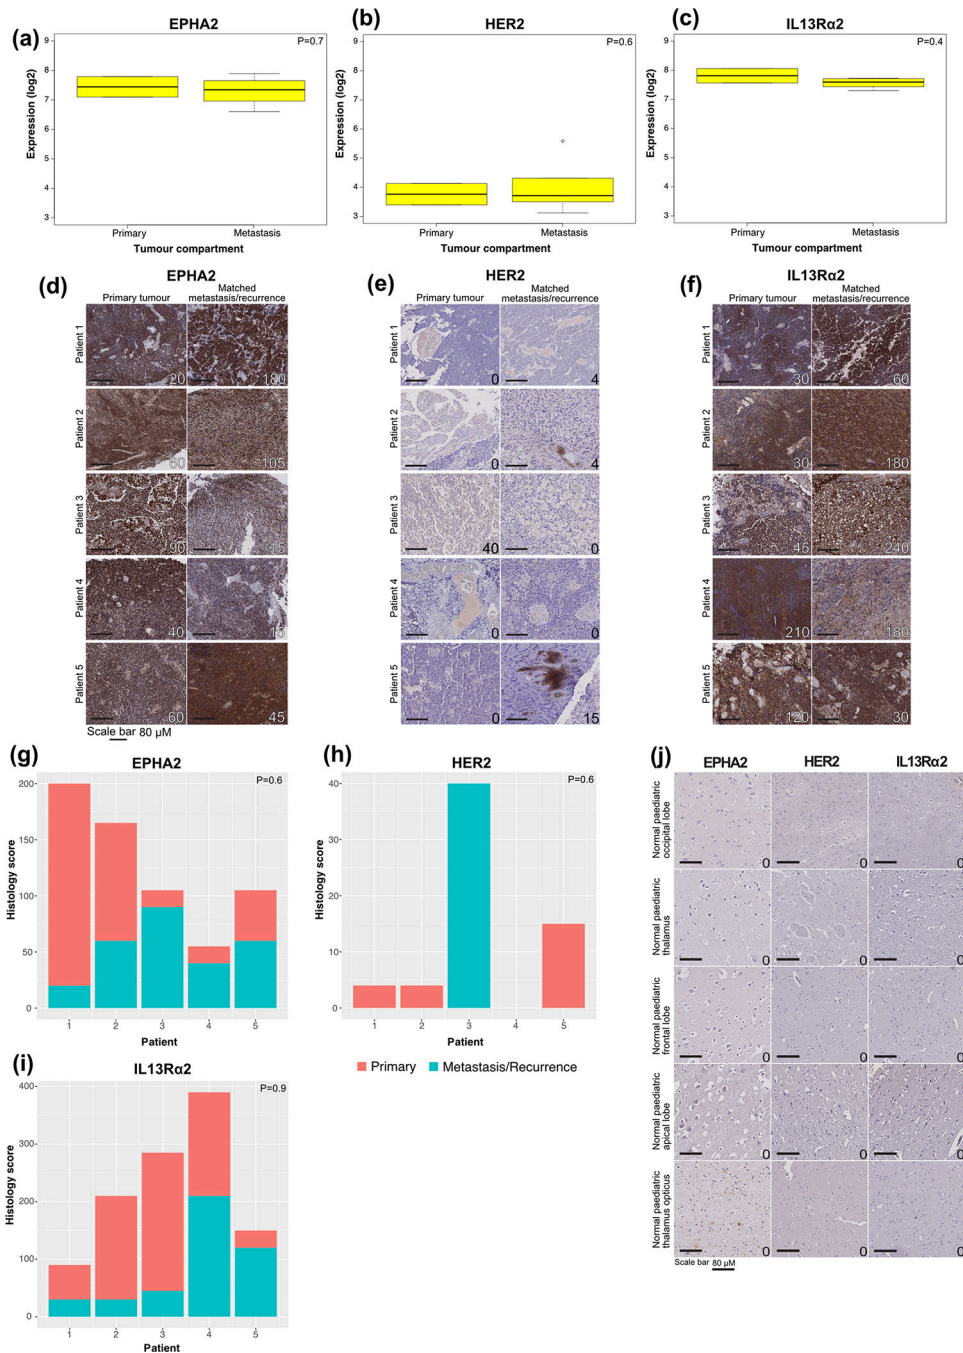 (a)
EPHA2
P=0.7
Expression (log2)
9
8
7
6
5
4
3
Primary
Metastasis
Tumour compartment
(b)
HER2
P=0.6
Expression (log2)
9
8
7
6
5
4
3
Primary
Metastasis
Tumour compartment
(c)
IL13Rα2
P=0.4
Expression (log2)
9
8
7
6
5
4
3
Primary
Metastasis
Tumour compartment
(d)
EPHA2
Primary tumour
Matched
metastasis/recurrence
Patient 1
20
180
Patient 2
60
105
Patient 3
90
15
Patient 4
40
15
Patient 5
60
45
Scale bar
80 µM
(e)
HER2
Primary tumour
Matched
metastasis/recurrence
Patient 1
0
4
Patient 2
0
4
Patient 3
40
0
Patient 4
0
0
Patient 5
0
15
(f)
IL13Rα2
Primary tumour
Matched
metastasis/recurrence
Patient 1
30
60
Patient 2
30
180
Patient 3
45
240
Patient 4
210
180
Patient 5
120
30
(g)
EPHA2
P=0.6
Histology score
200
150
100
50
0
1
2
3
4
5
Patient
(h)
HER2
P=0.6
Histology score
40
30
20
10
0
1
2
3
4
5
Patient
Primary
Metastasis/Recurrence
(i)
IL13Rα2
P=0.9
Histology score
400
300
200
100
0
1
2
3
4
5
Patient
(j)
EPHA2
HER2
IL13Rα2
Normal paediatric
occipital lobe
0
0
0
Normal paediatric
thalamus
0
0
0
Normal paediatric
frontal lobe
0
0
0
Normal paediatric
apical lobe
0
0
0
Normal paediatric
thalamus opticus
0
0
0
Scale bar
80 µM